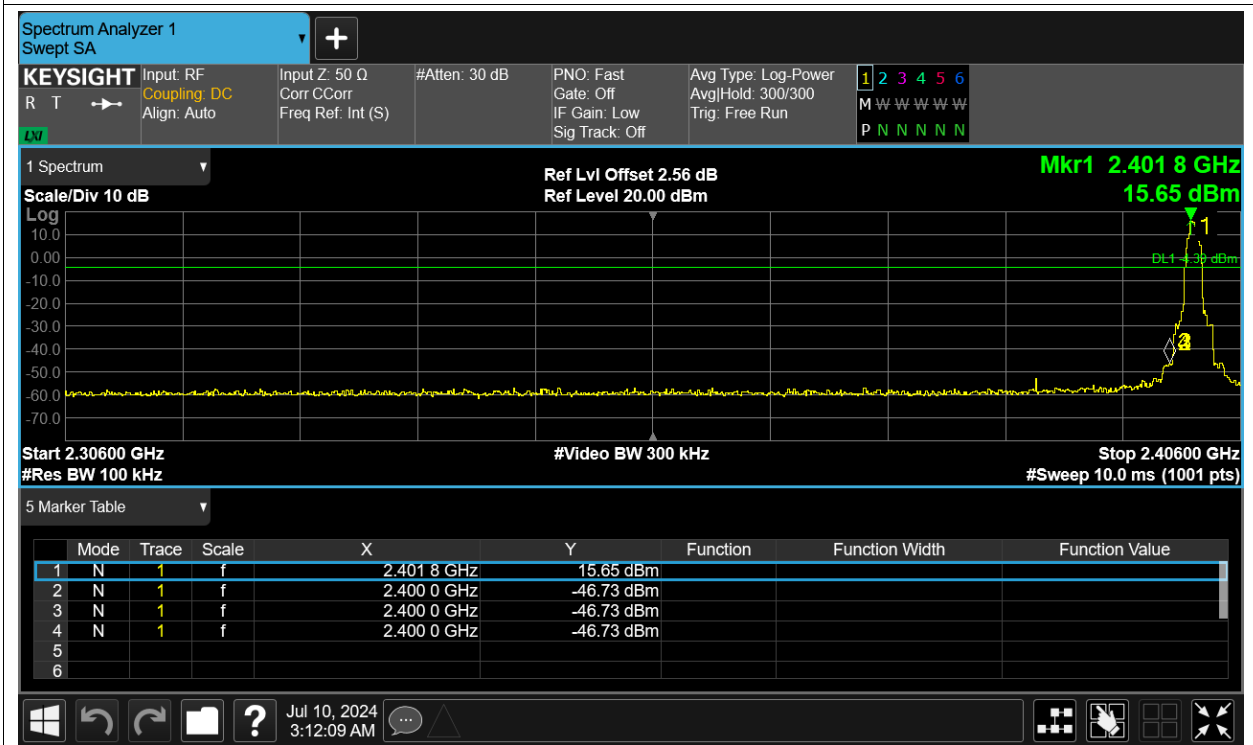 Spectrum Analyzer 1
Swept SA
KEYSIGHT
R T
LXI
Input: RF
Coupling: DC
Align: Auto
Input Z: 50 Ω
Corr CCorr
Freq Ref: Int (S)
#Atten: 30 dB
PNO: Fast
Gate: Off
IF Gain: Low
Sig Track: Off
Avg Type: Log-Power
Avg|Hold: 300/300
Trig: Free Run
1 2 3 4 5 6
M W W W W W
P N N N N N
1 Spectrum
Scale/Div 10 dB
Ref Lvl Offset 2.56 dB
Ref Level 20.00 dBm
Mkr1 2.401 8 GHz
15.65 dBm
Log
10.0
0.00
-10.0
-20.0
-30.0
-40.0
-50.0
-60.0
-70.0
1
DL1 -4.39 dBm
Start 2.30600 GHz
#Res BW 100 kHz
#Video BW 300 kHz
Stop 2.40600 GHz
#Sweep 10.0 ms (1001 pts)
5 Marker Table
Mode Trace Scale X Y Function Function Width Function Value
1 N 1 f 2.401 8 GHz 15.65 dBm
2 N 1 f 2.400 0 GHz -46.73 dBm
3 N 1 f 2.400 0 GHz -46.73 dBm
4 N 1 f 2.400 0 GHz -46.73 dBm
5
6
?
Jul 10, 2024
3:12:09 AM